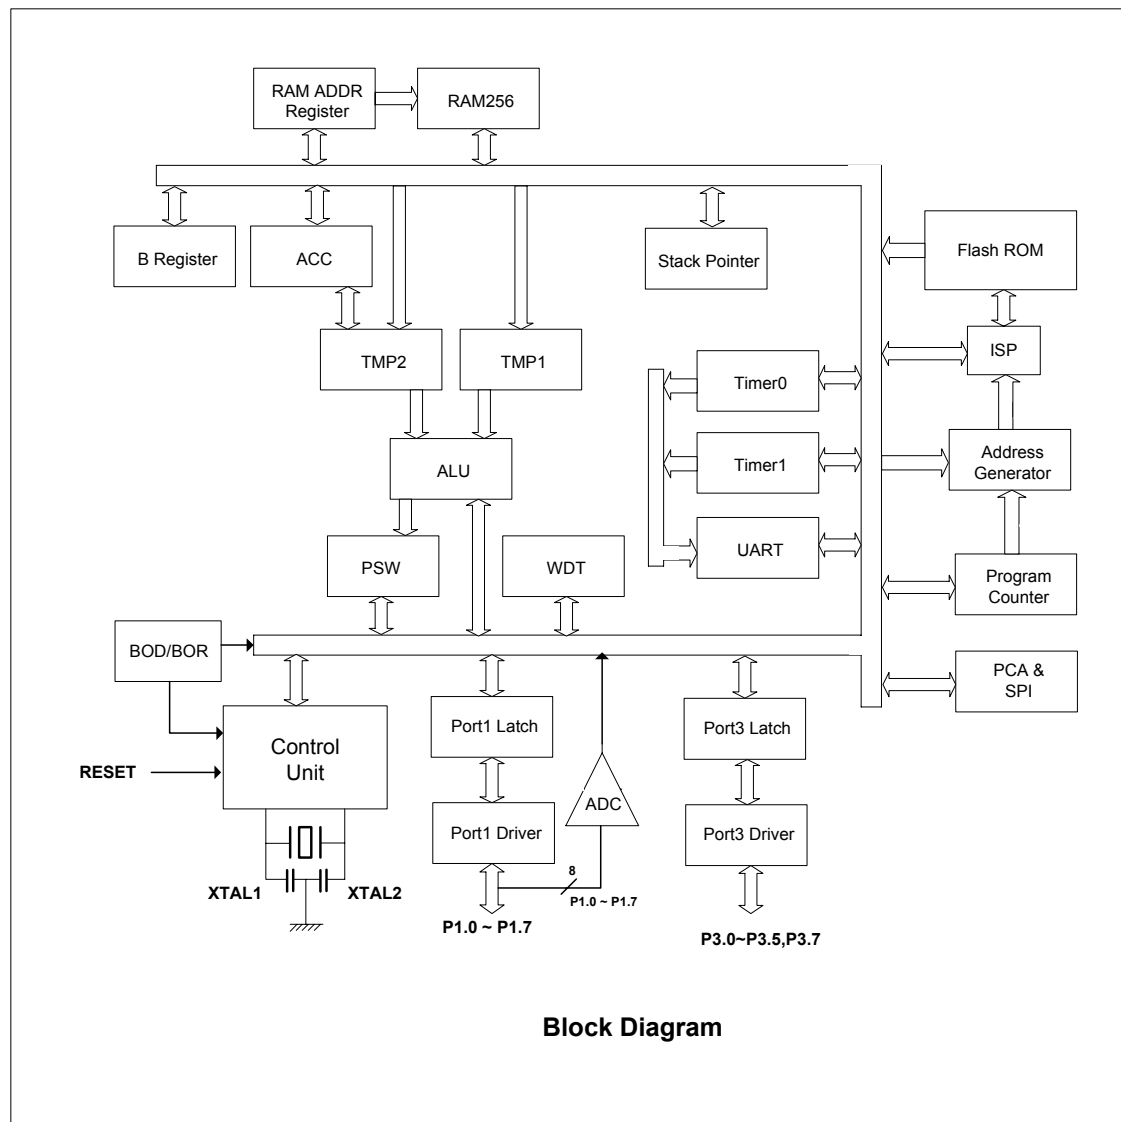 RAM ADDR
Register
RAM256
B Register
ACC
Stack Pointer
Flash ROM
TMP2
TMP1
ISP
Timer0
ALU
Timer1
Address
Generator
PSW
WDT
UART
Program
Counter
BOD/BOR
PCA &
SPI
Port1 Latch
Port3 Latch
Control
Unit
RESET
ADC
Port1 Driver
Port3 Driver
8
XTAL1
XTAL2
P1.0 ~ P1.7
P1.0 ~ P1.7
P3.0~P3.5,P3.7
Block Diagram